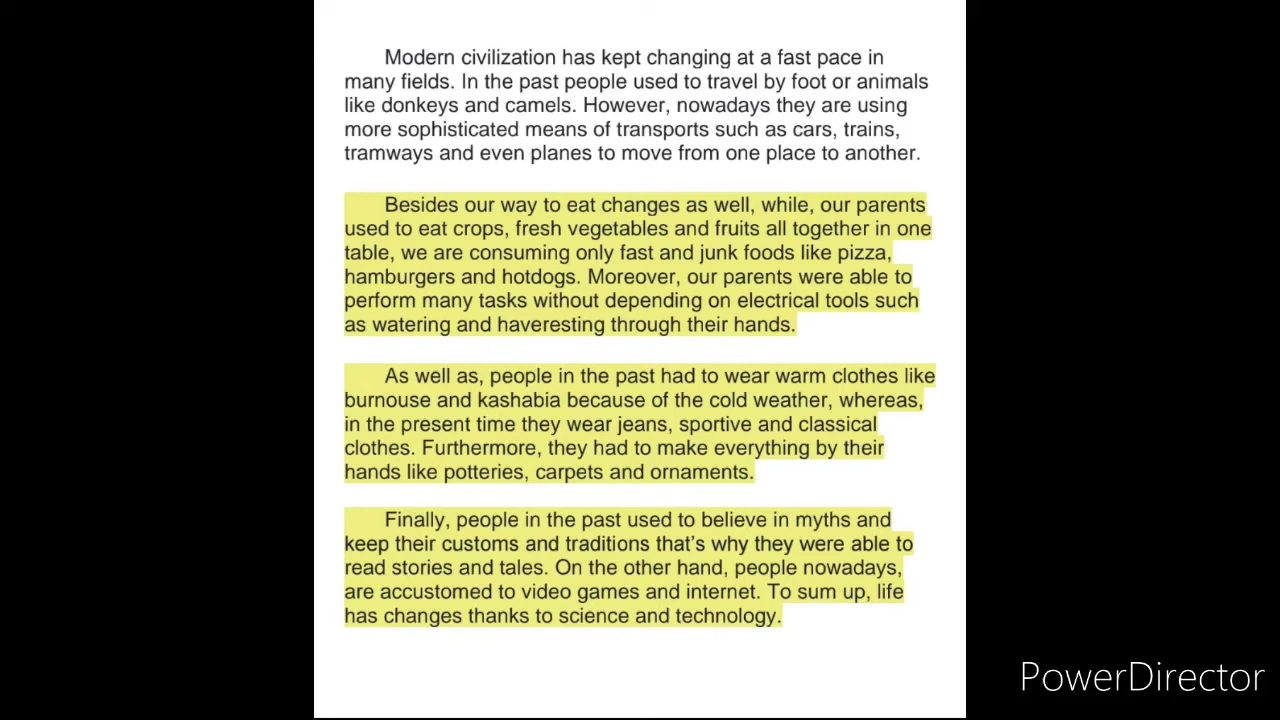 Modern civilization has kept changing at a fast pace in
many fields. In the past people used to travel by foot or animals
like donkeys and camels. However, nowadays they are using
more sophisticated means of transports such as cars, trains,
tramways and even planes to move from one place to another.
Besides our way to eat changes as well, while, our parents
used to eat crops, fresh vegetables and fruits all together in one
table, we are consuming only fast and junk foods like pizza,
hamburgers and hotdogs. Moreover, our parents were able to
perform many tasks without depending on electrical tools such
as watering and haveresting through their hands.
As well as, people in the past had to wear warm clothes like
burnouse and kashabia because of the cold weather, whereas,
in the present time they wear jeans, sportive and classical
clothes. Furthermore, they had to make everything by their
hands like potteries, carpets and ornaments.
Finally, people in the past used to believe in myths and
keep their customs and traditions that's why they were able to
read stories and tales. On the other hand, people nowadays,
are accustomed to video games and internet. To sum up, life
has changes thanks to science and technology.
PowerDirector